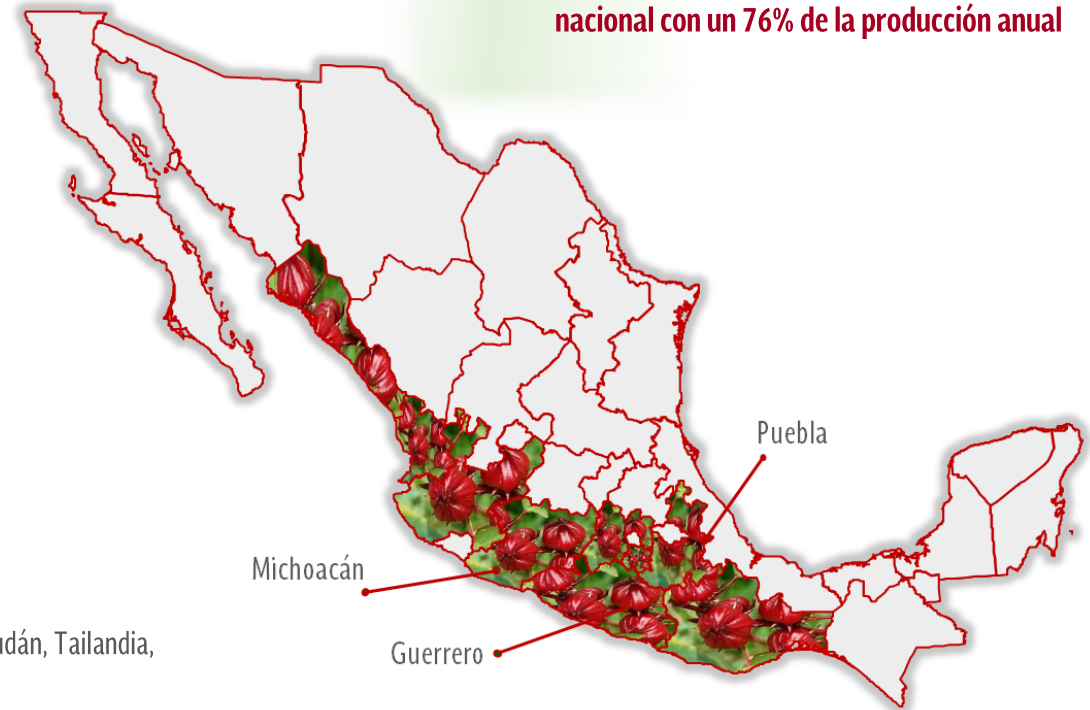 nacional con un 76% de la producción anual
Puebla
Michoacán
Guerrero
udán, Tailandia,